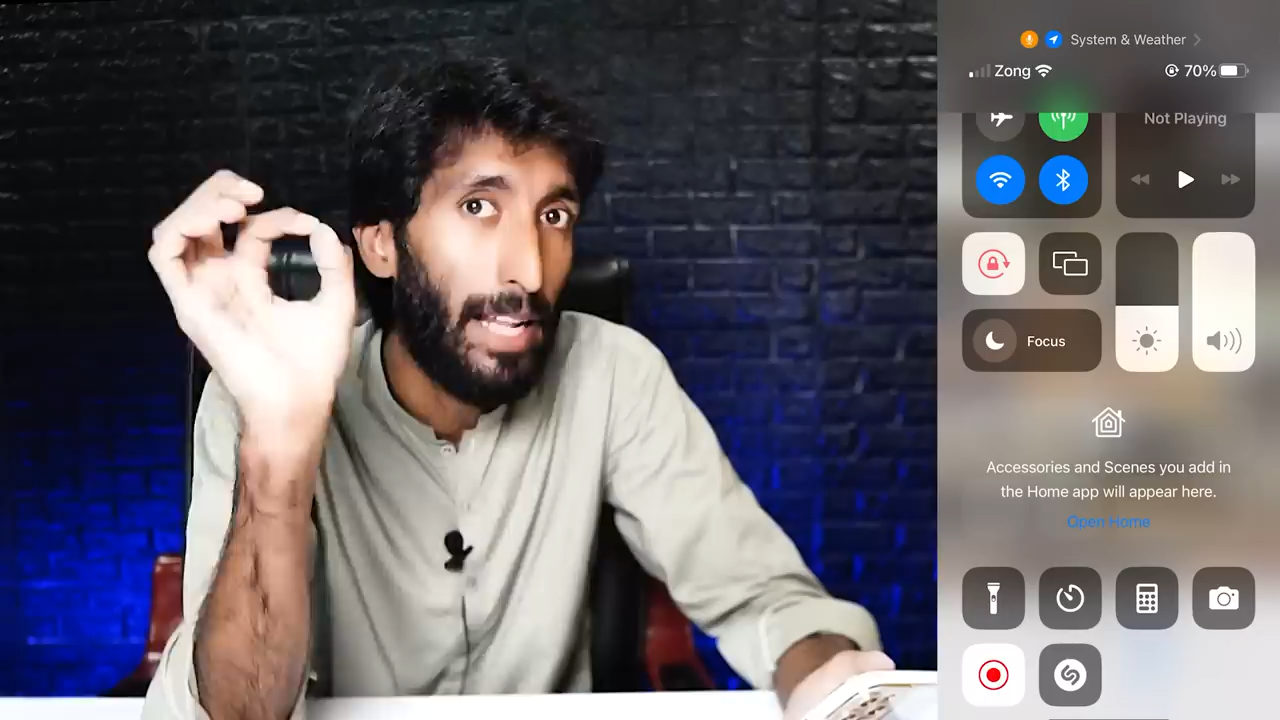 System & Weather
Zong
70%
Not Playing
Focus
Accessories and Scenes you add in
the Home app will appear here.
Open Home